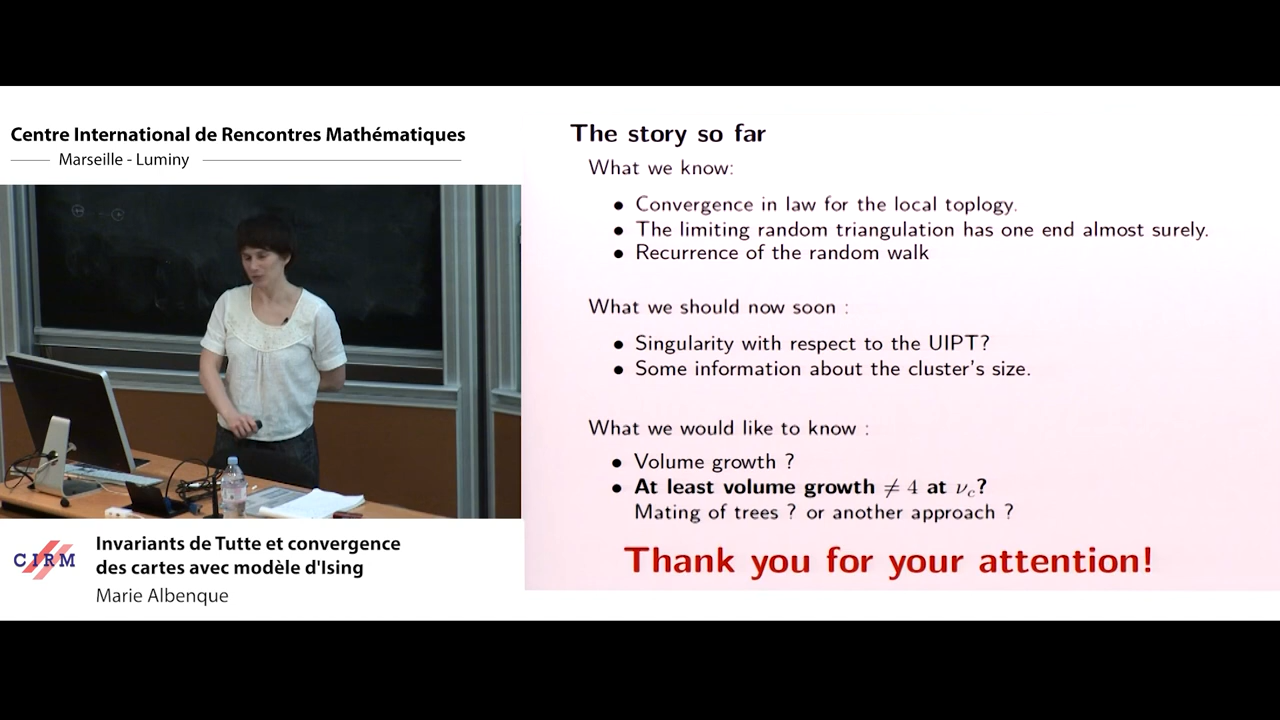 Centre International de Rencontres Mathématiques
Marseille - Luminy
The story so far
What we know:
• Convergence in law for the local toplogy.
• The limiting random triangulation has one end almost surely.
• Recurrence of the random walk
What we should now soon :
• Singularity with respect to the UIPT?
• Some information about the cluster's size.
What we would like to know :
• Volume growth ?
• At least volume growth ≠ 4 at ν_c?
Mating of trees ? or another approach ?
Thank you for your attention!
CIRM
Invariants de Tutte et convergence
des cartes avec modèle d'Ising
Marie Albenque